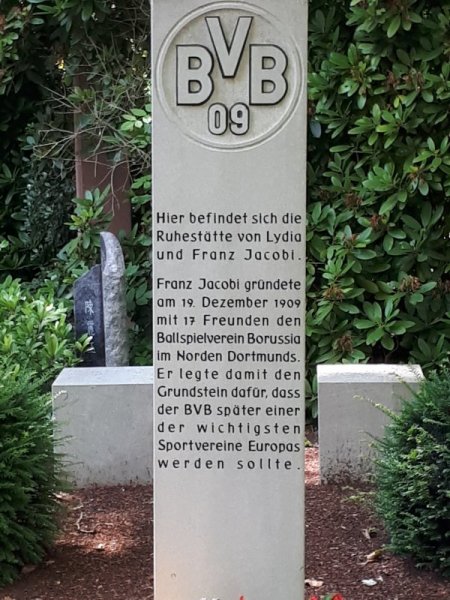 BVB
09
Hier befindet sich die
Ruhestätte von Lydia
und Franz Jacobi.
Franz Jacobi gründete
am 19. Dezember 1909
mit 17 Freunden den
Ballspielverein Borussia
im Norden Dortmunds.
Er legte damit den
Grundstein dafür, dass
der BVB später einer
der wichtigsten
Sportvereine Europas
werden sollte.
陳